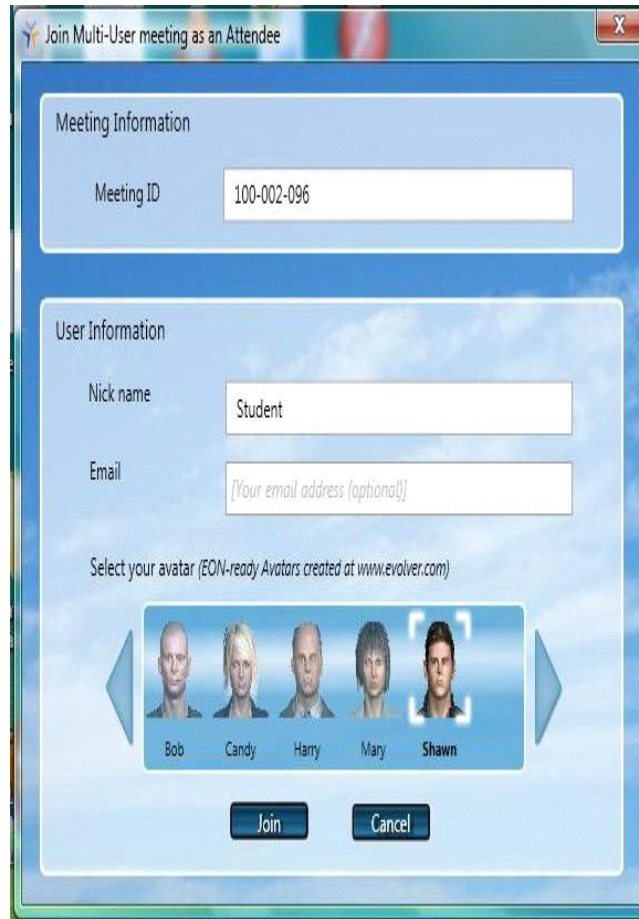 Join Multi-User meeting as an Attendee
X
Meeting Information
Meeting ID
100-002-096
User Information
Nick name
Student
Email
[Your email address (optional)]
Select your avatar (EON-ready Avatars created at www.evolver.com)
Bob Candy Harry Mary Shawn
Join Cancel